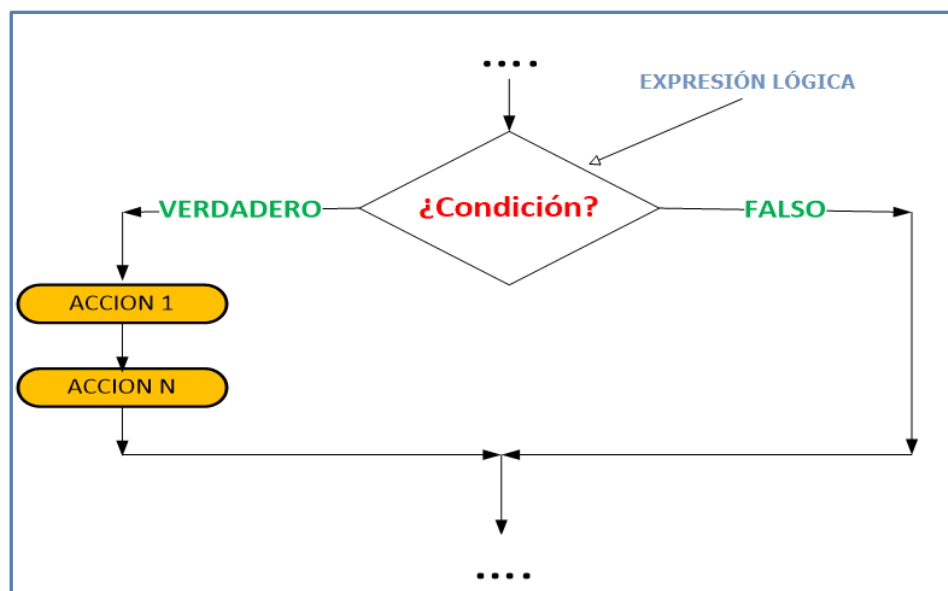 ....
EXPRESIÓN LÓGICA
¿Condición?
VERDADERO
FALSO
ACCION 1
ACCION N
....